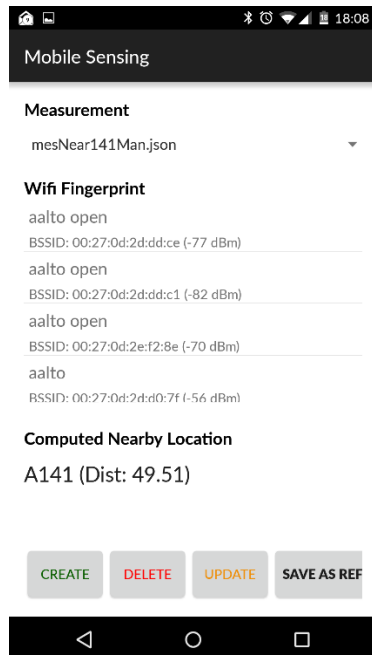 18:08
Mobile Sensing
Measurement
mesNear141Man.json
Wifi Fingerprint
aalto open
BSSID: 00:27:0d:2d:dd:ce (-77 dBm)
aalto open
BSSID: 00:27:0d:2d:dd:c1 (-82 dBm)
aalto open
BSSID: 00:27:0d:2e:f2:8e (-70 dBm)
aalto
BSSID: 00:27:0d:2d:d0:7f (-56 dBm)
Computed Nearby Location
A141 (Dist: 49.51)
CREATE DELETE UPDATE SAVE AS REF